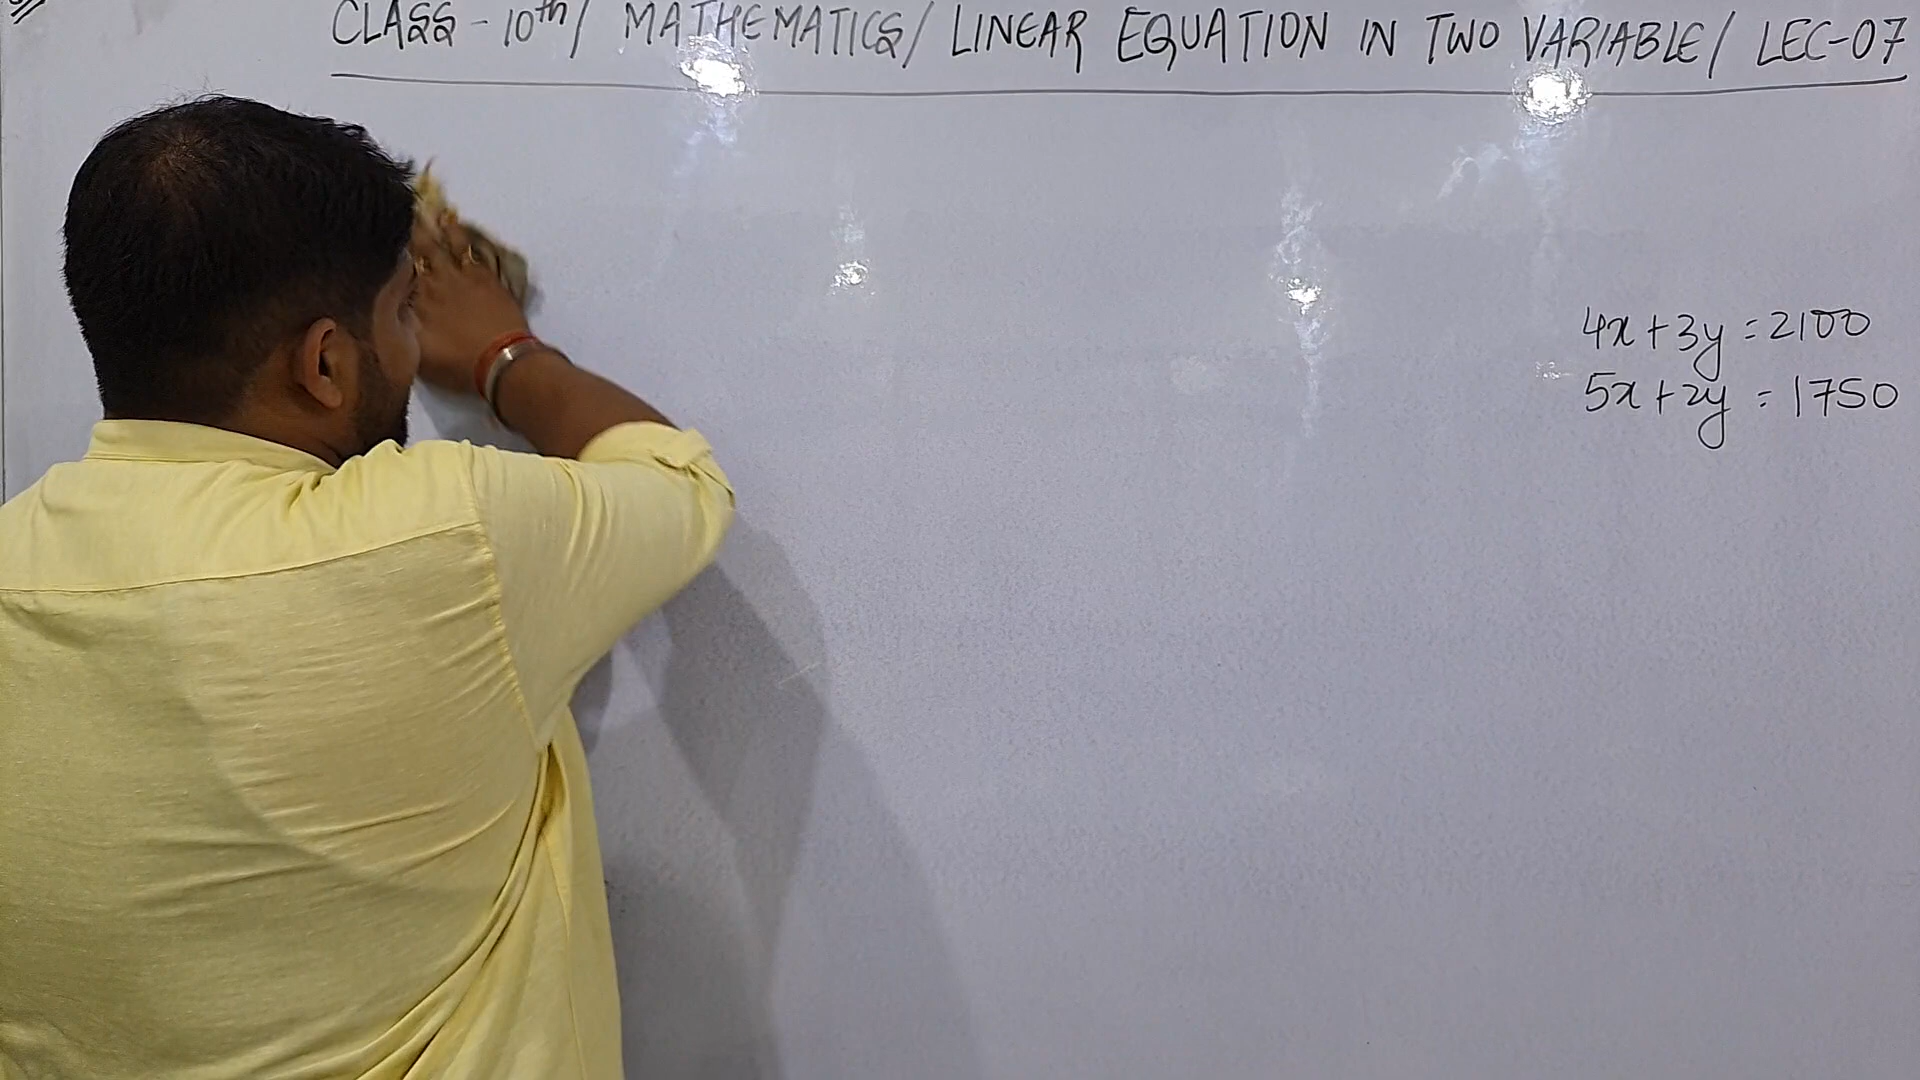 CLASS - 10th / MATHEMATICS / LINEAR EQUATION IN TWO VARIABLE / LEC-07
4x + 3y = 2100
5x + 2y = 1750